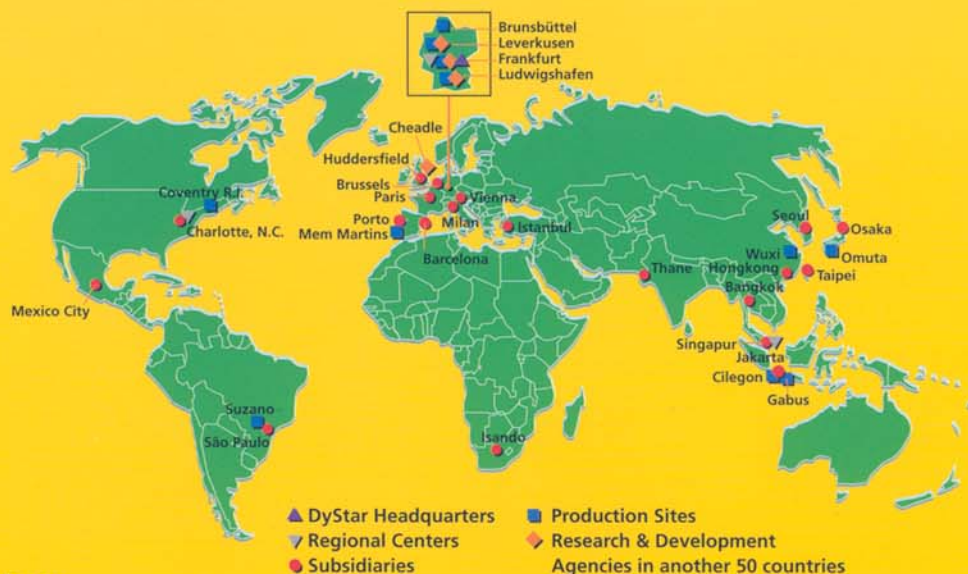 Brunsbüttel
Leverkusen
Frankfurt
Ludwigshafen
Cheadle
Huddersfield
Brussels
Paris
Vienna
Coventry R.I.
Charlotte, N.C.
Porto
Mem Martins
Milan
Istanbul
Barcelona
Seoul
Osaka
Wuxi
Omuta
Hongkong
Taipei
Thane
Bangkok
Mexico City
Singapur
Jakarta
Cilegon
Gabus
Suzano
São Paulo
Isando
DyStar Headquarters
Regional Centers
Subsidiaries
Production Sites
Research & Development
Agencies in another 50 countries